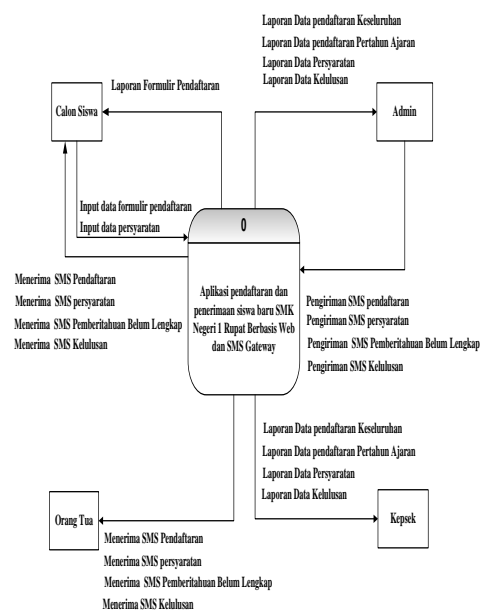 Laporan Data pendaftaran Keseluruhan
Laporan Data pendaftaran Pertahun Ajaran
Laporan Data Persyaratan
Laporan Data Kelulusan
Laporan Formulir Pendaftaran
Calon Siswa
Admin
Input data formulir pendaftaran
Input data persyaratan
0
Menerima SMS Pendaftaran
Menerima SMS persyaratan
Menerima SMS Pemberitahuan Belum Lengkap
Menerima SMS Kelulusan
Aplikasi pendaftaran dan
penerimaan siswa baru SMK
Negeri 1 Rupat Berbasis Web
dan SMS Gateway
Pengiriman SMS pendaftaran
Pengiriman SMS persyaratan
Pengiriman SMS Pemberitahuan Belum Lengkap
Pengiriman SMS Kelulusan
Laporan Data pendaftaran Keseluruhan
Laporan Data pendaftaran Pertahun Ajaran
Laporan Data Persyaratan
Laporan Data Kelulusan
Orang Tua
Kepsek
Menerima SMS Pendaftaran
Menerima SMS persyaratan
Menerima SMS Pemberitahuan Belum Lengkap
Menerima SMS Kelulusan